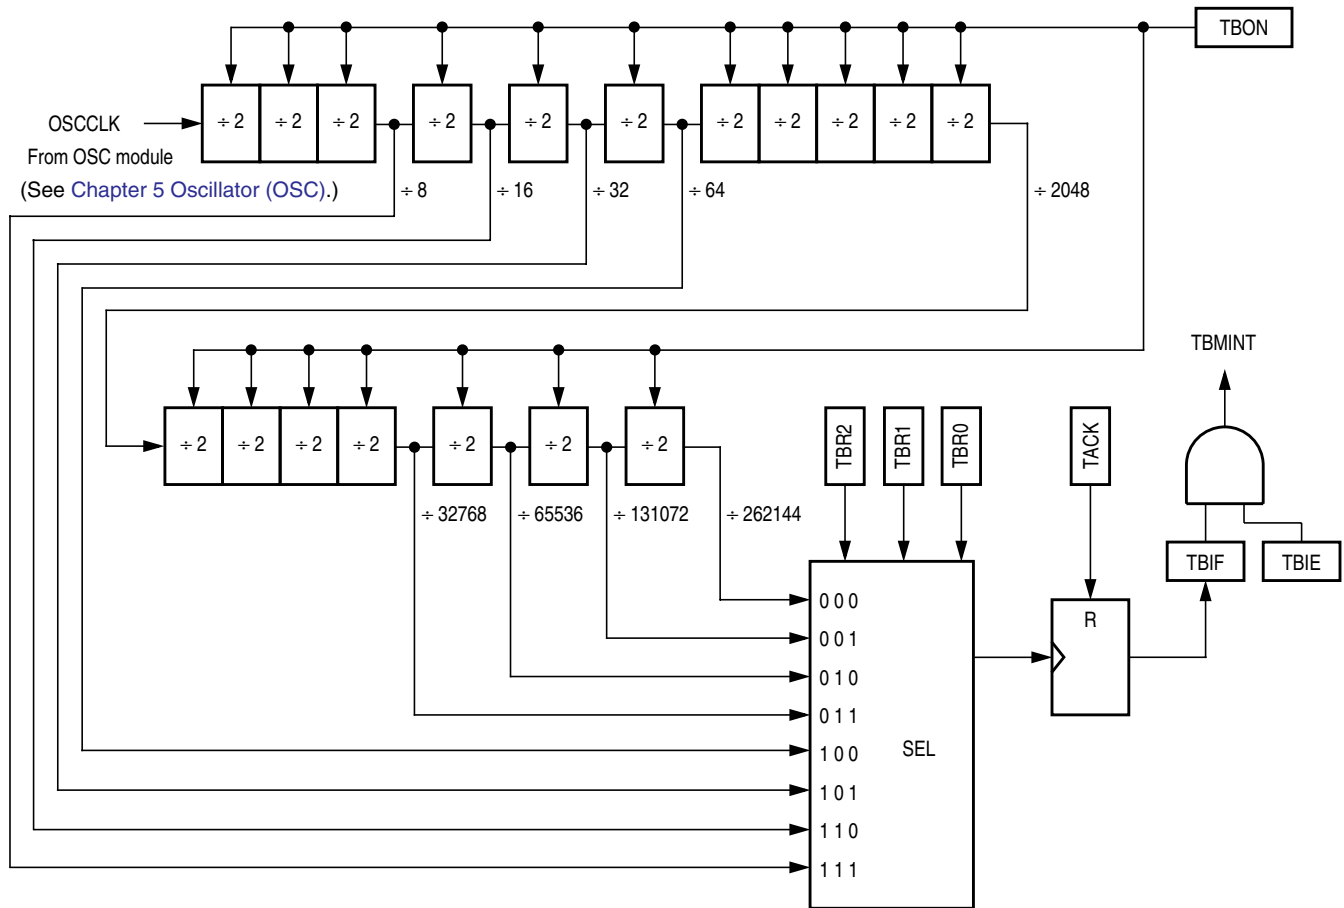 TBON
÷ 2 ÷ 2 ÷ 2 ÷ 2 ÷ 2 ÷ 2 ÷ 2 ÷ 2 ÷ 2 ÷ 2 ÷ 2
OSCCLK
From OSC module
(See Chapter 5 Oscillator (OSC).)
÷ 8 ÷ 16 ÷ 32 ÷ 64 ÷ 2048
TBMINT
÷ 2 ÷ 2 ÷ 2 ÷ 2 ÷ 2 ÷ 2 ÷ 2
TBR2 TBR1 TBR0 TACK
÷ 32768 ÷ 65536 ÷ 131072 ÷ 262144
TBIF TBIE
0 0 0
R
0 0 1
0 1 0
0 1 1
1 0 0
SEL
1 0 1
1 1 0
1 1 1